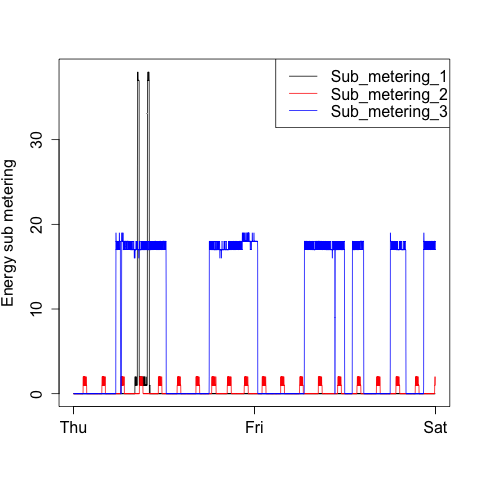 Sub_metering_1
Sub_metering_2
Sub_metering_3
Energy sub metering
30
20
10
0
Thu Fri Sat